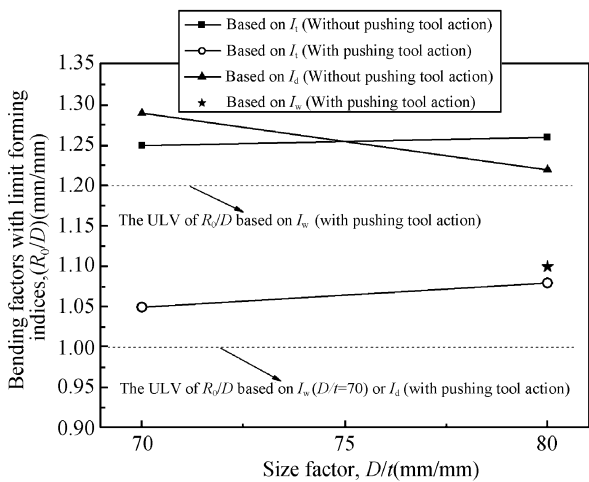 Based on It (Without pushing tool action)
Based on It (With pushing tool action)
Based on Id (Without pushing tool action)
Based on Iw (With pushing tool action)
1.35
1.30
1.25
1.20
1.10
1.05
1.00
0.95
0.90
Bending factors with limit forming
indices,(R0/D)(mm/mm)
The ULV of R0/D based on Iw (with pushing tool action)
The ULV of R0/D based on Iw (D/t=70) or Id (with pushing tool action)
70
75
80
Size factor, D/t(mm/mm)